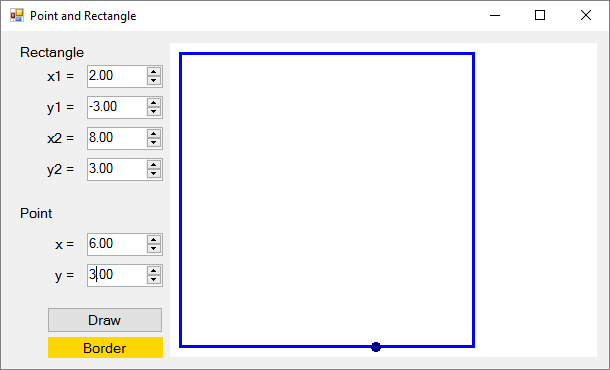 Point and Rectangle
Rectangle
x1 = 2.00
y1 = -3.00
x2 = 8.00
y2 = 3.00
Point
x = 6.00
y = 3.00
Draw
Border